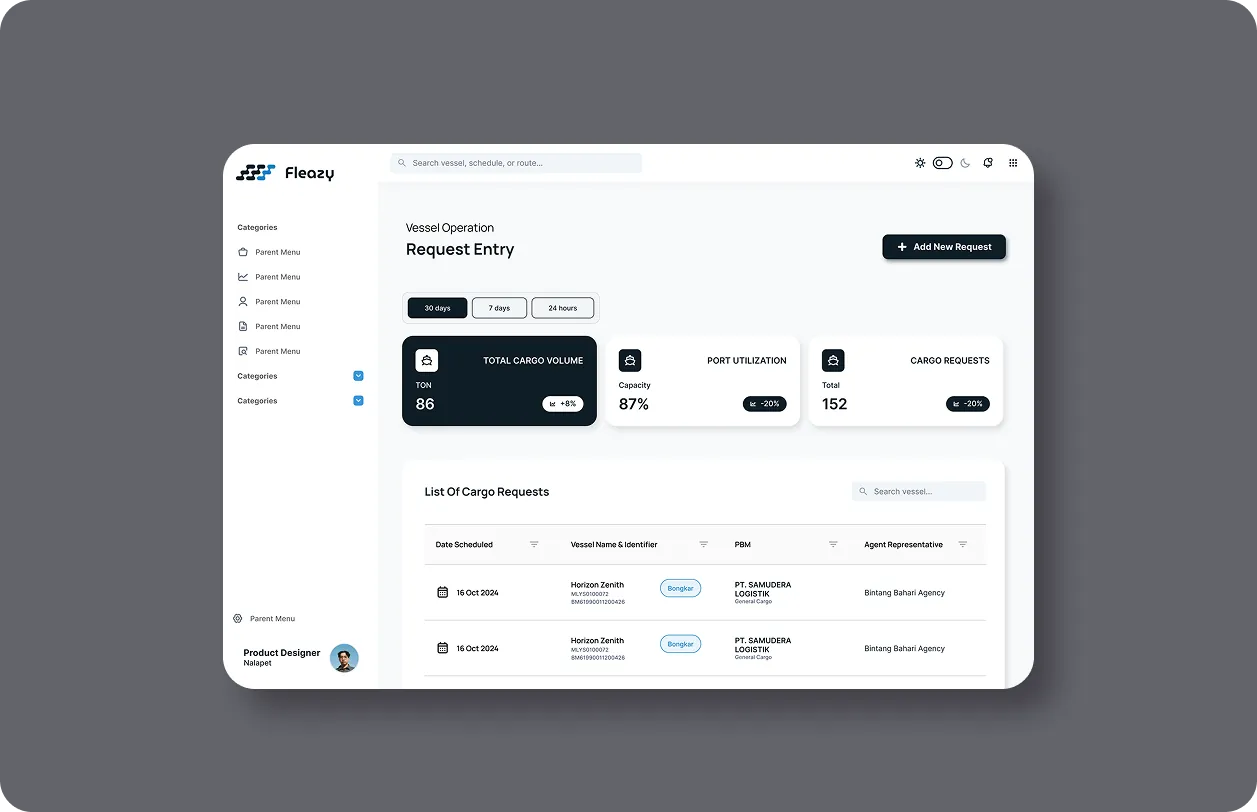 Fleazy
Search vessel, schedule, or route...
Categories
Parent Menu
Parent Menu
Parent Menu
Parent Menu
Parent Menu
Categories
Categories
Parent Menu
Product Designer
Nalapet
Vessel Operation
Request Entry
Add New Request
30 days
7 days
24 hours
TOTAL CARGO VOLUME
TON
86
+8%
PORT UTILIZATION
Capacity
87%
-20%
CARGO REQUESTS
Total
152
-20%
List Of Cargo Requests
Search vessel...
Date Scheduled
Vessel Name & Identifier
PBM
Agent Representative
16 Oct 2024
Horizon Zenith
MLYS0100072
BM61990011200426
Bongkar
PT. SAMUDERA
LOGISTIK
General Cargo
Bintang Bahari Agency
16 Oct 2024
Horizon Zenith
MLYS0100072
BM61990011200426
Bongkar
PT. SAMUDERA
LOGISTIK
General Cargo
Bintang Bahari Agency